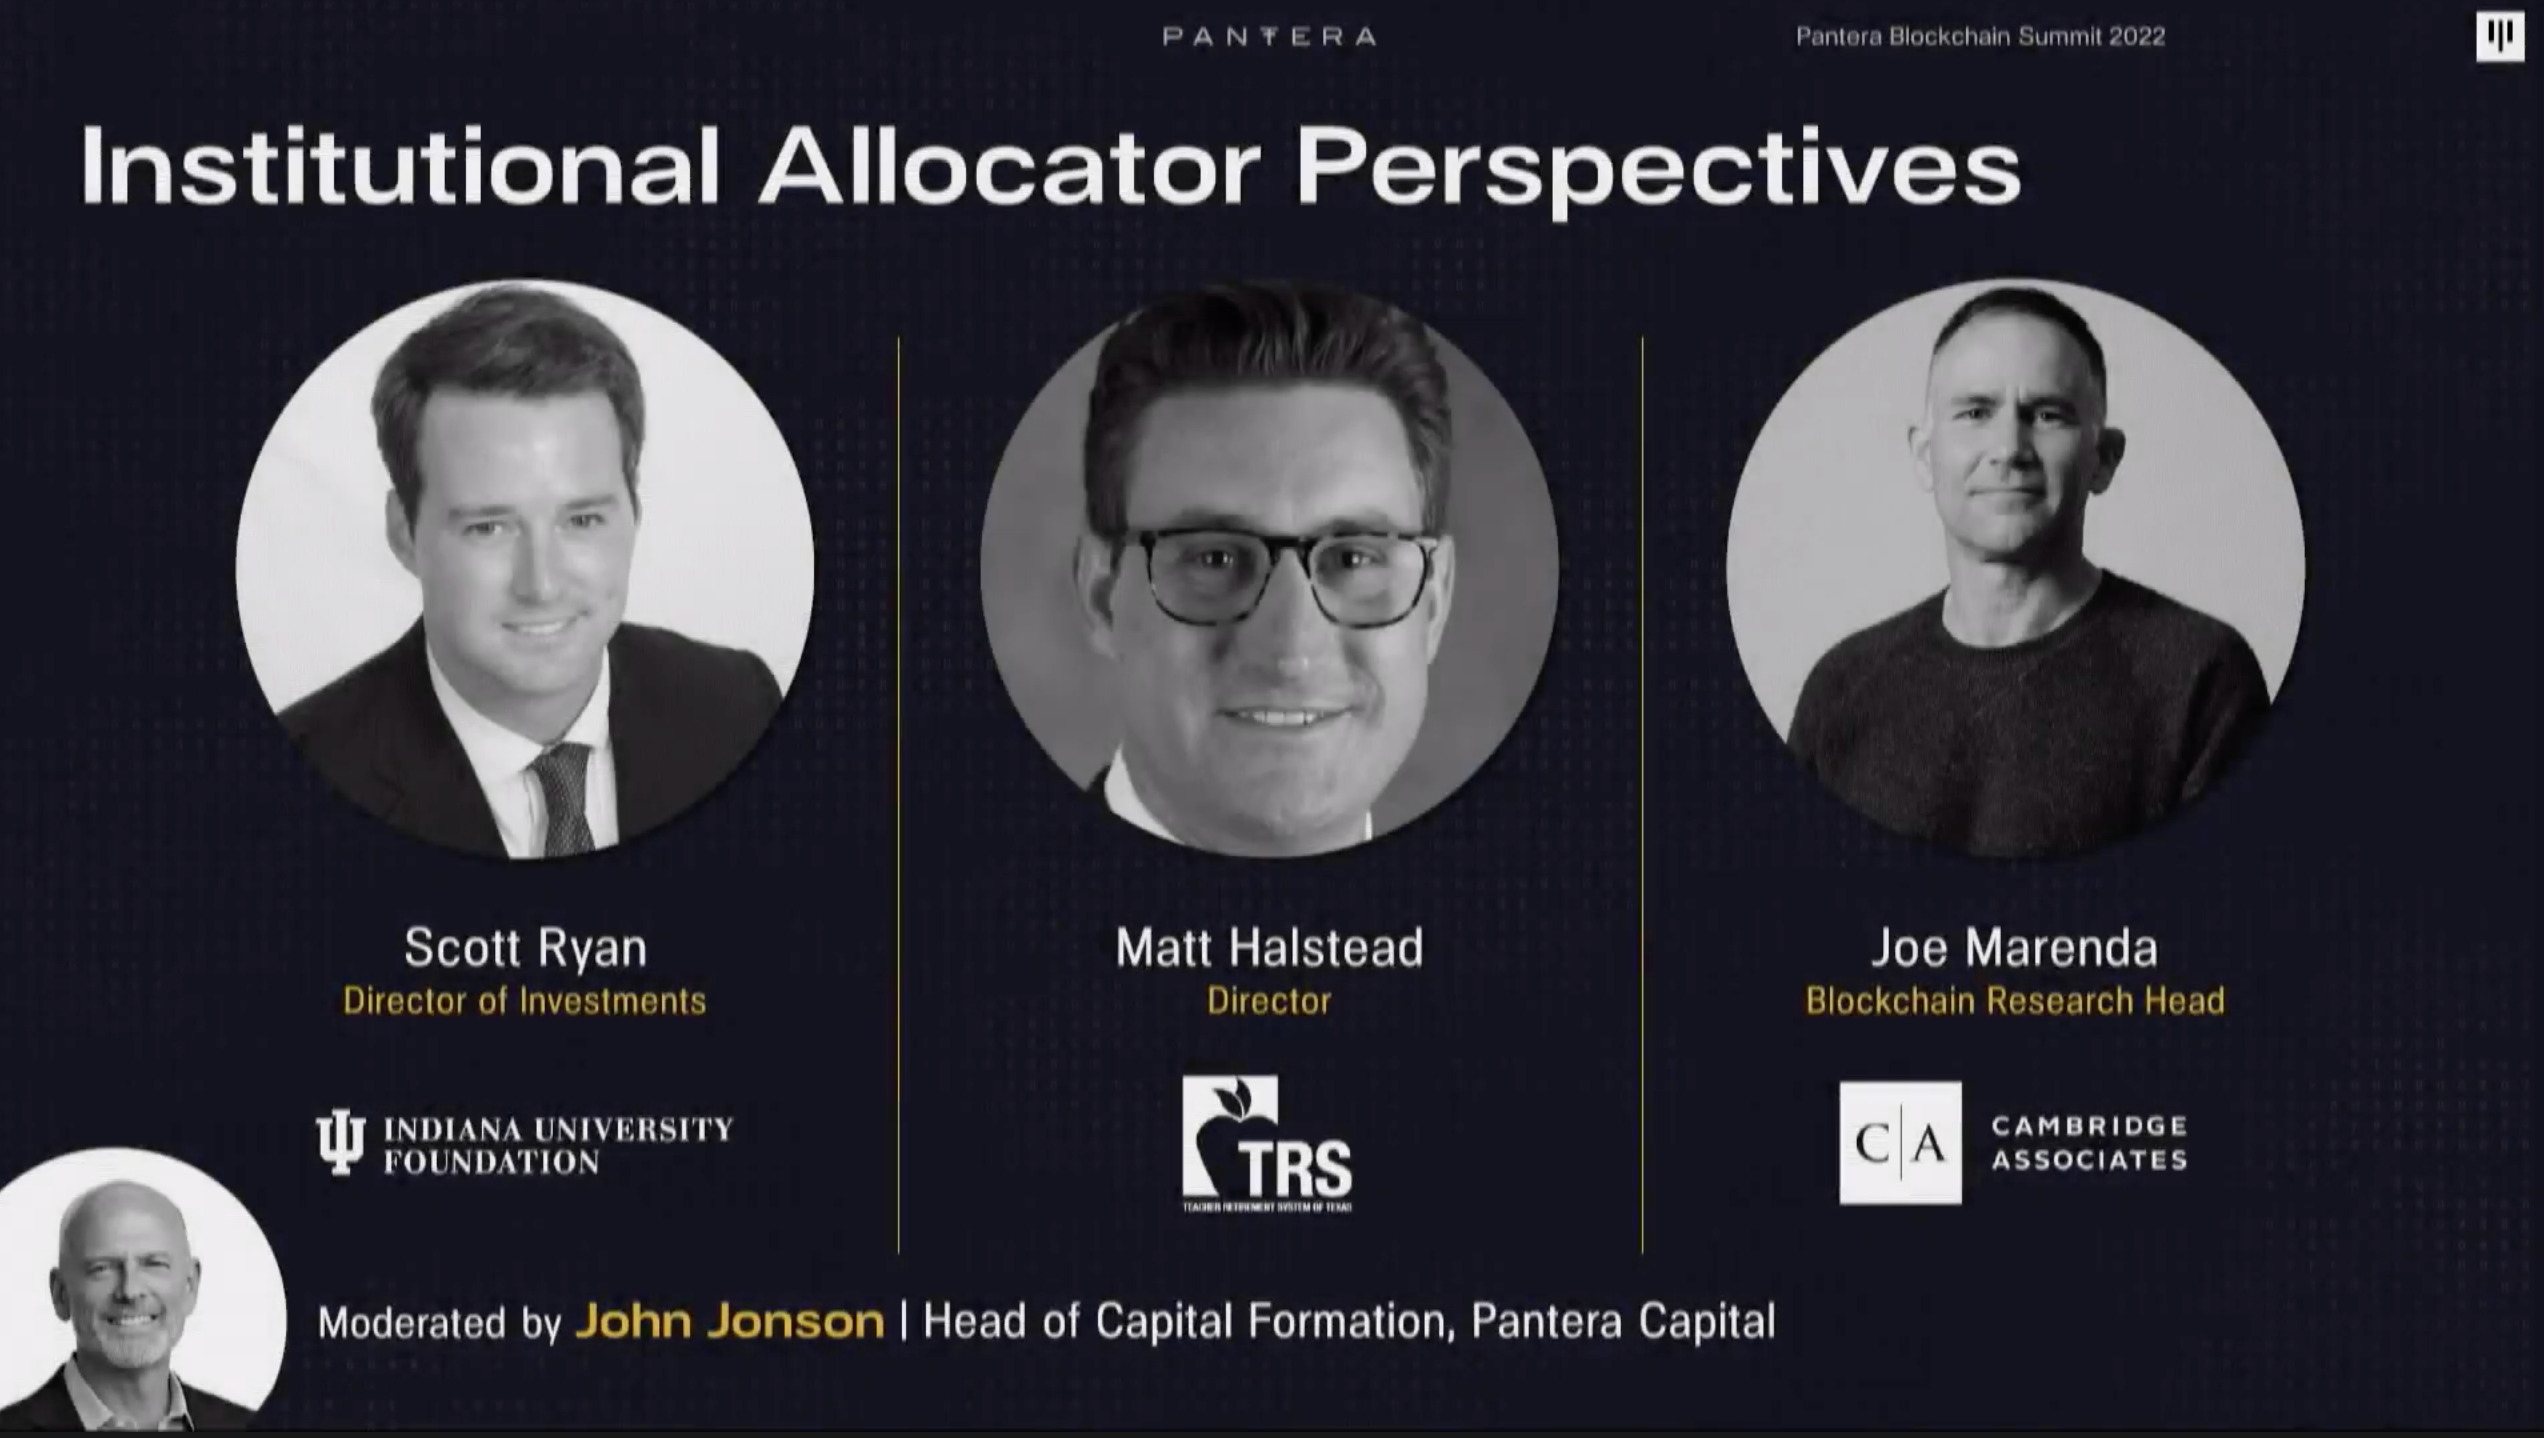 PANTERA
Pantera Blockchain Summit 2022
Institutional Allocator Perspectives
Scott Ryan
Director of Investments
INDIANA UNIVERSITY
FOUNDATION
Matt Halstead
Director
TRS
TEACHER RETIREMENT SYSTEM OF TEXAS
Joe Marenda
Blockchain Research Head
C|A
CAMBRIDGE
ASSOCIATES
Moderated by John Jonson | Head of Capital Formation, Pantera Capital